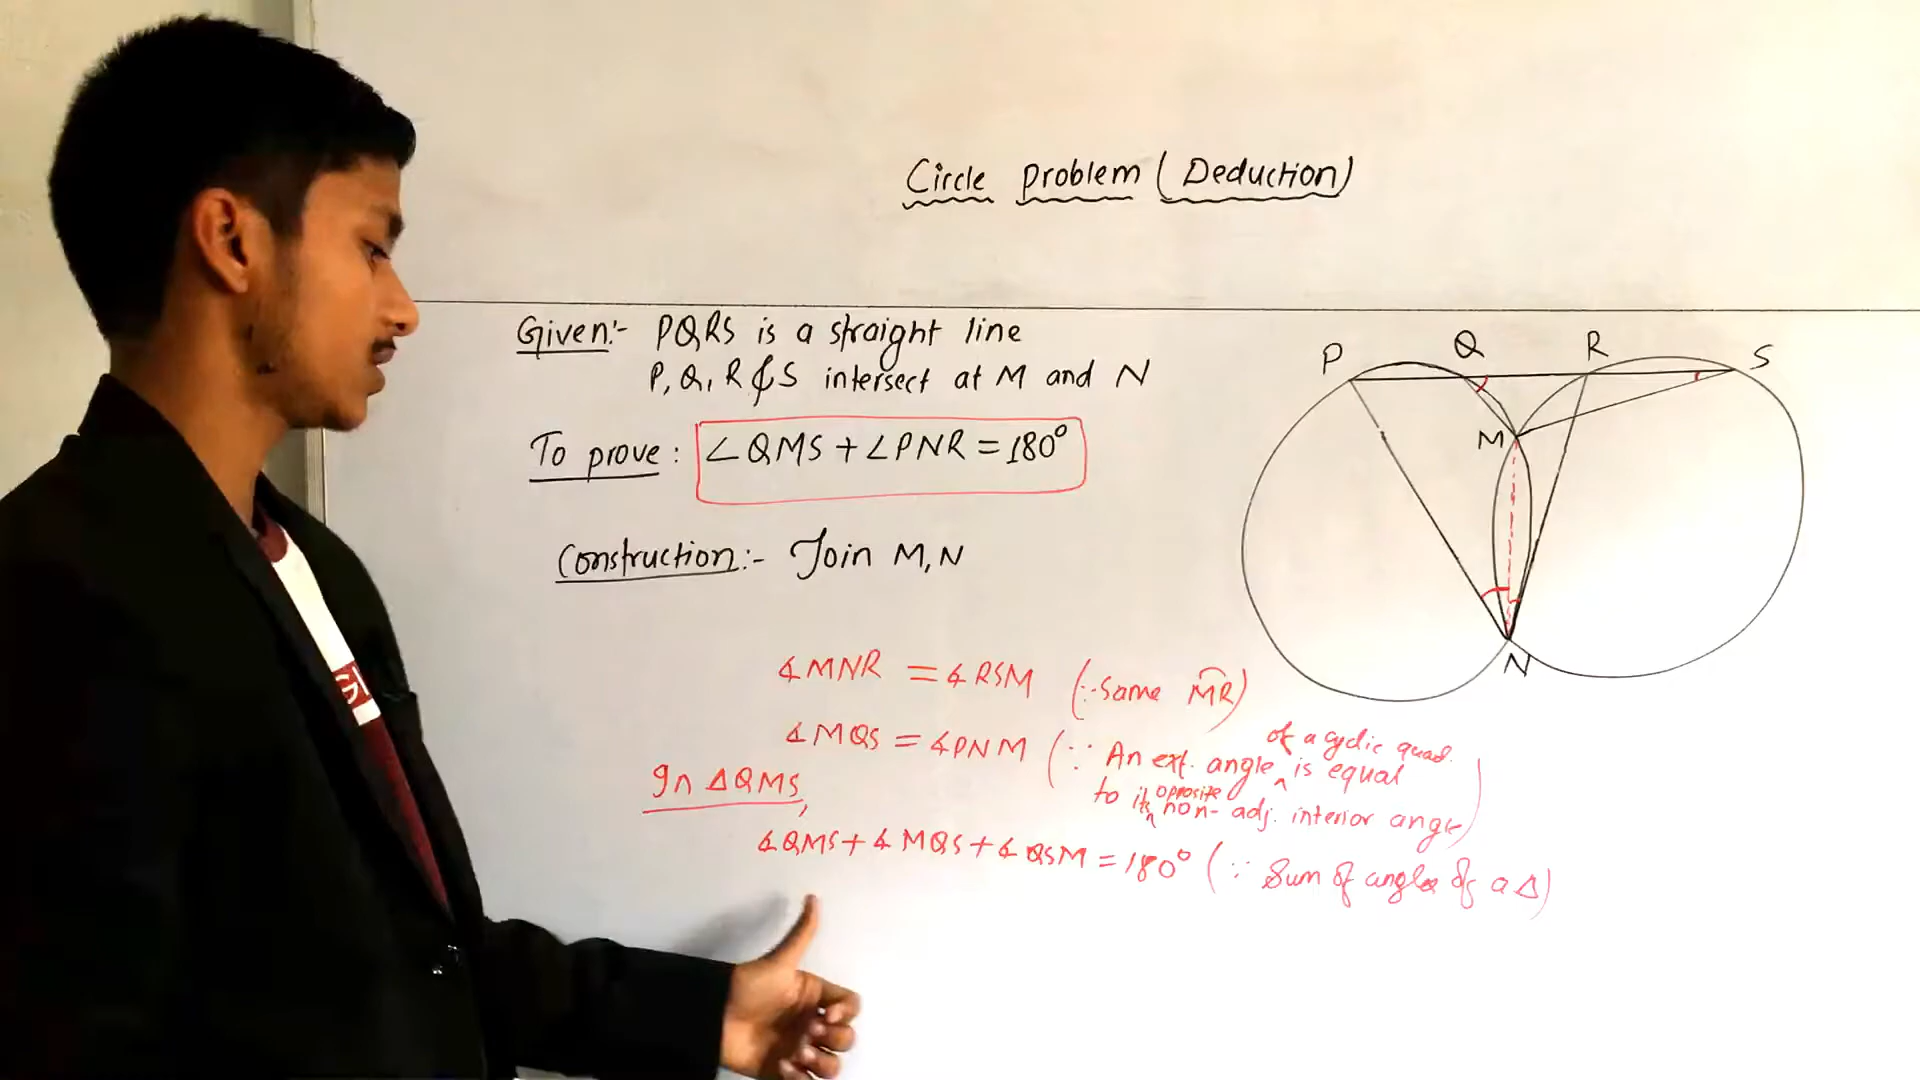 Circle Problem (Deduction)
Given:- PQRS is a straight line
P, Q, R & S intersect at M and N
To prove: ∠QMS + ∠PNR = 180°
Construction:- Join M, N
P Q R S
M
N
∡MNR = ∡RSM (∵ same M͡R)
∡MQS = ∡PNM (∵ An ext. angle of a cyclic quad. is equal
to its opposite non-adj. interior angle)
In ΔQMS,
∡QMS + ∡MQS + ∡QSM = 180° (∵ Sum of angles of a Δ)